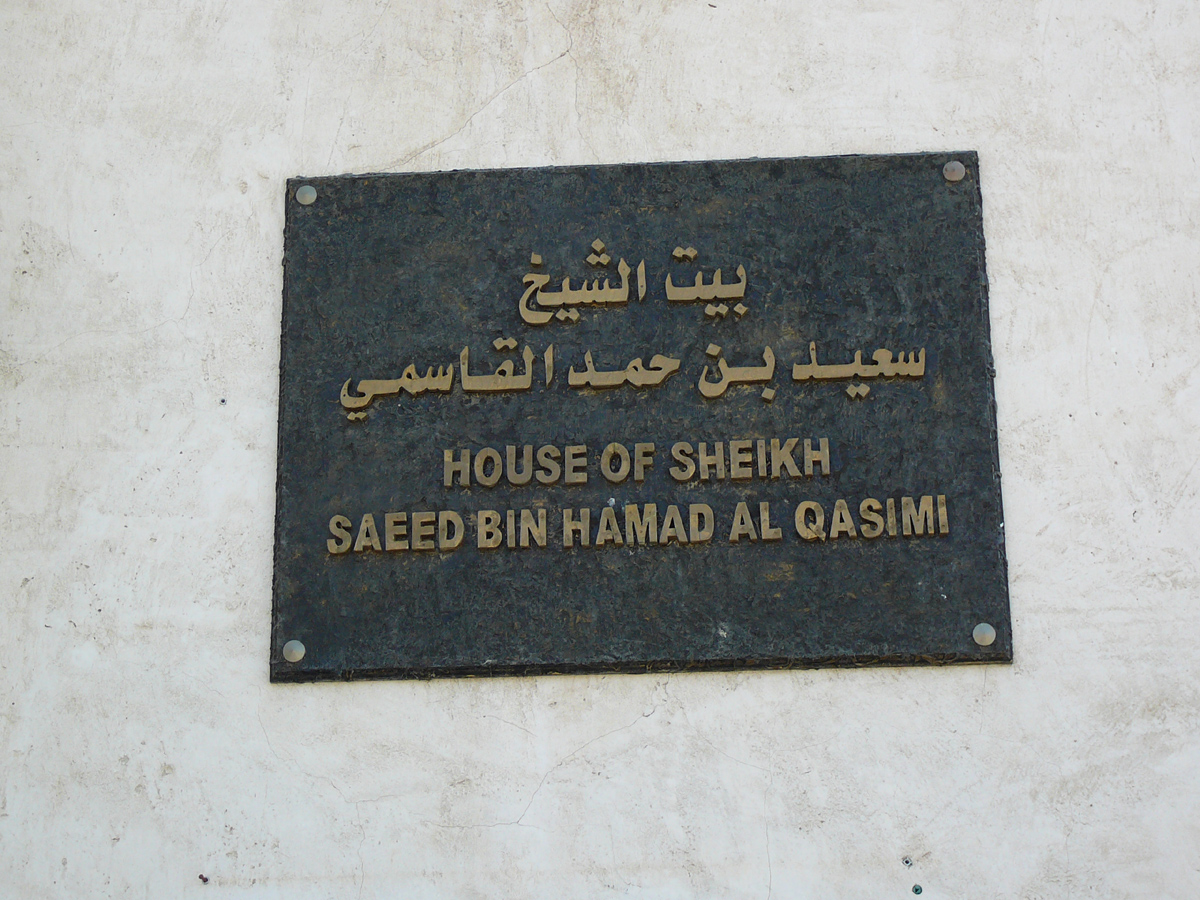 بيت الشيخ
سعيد بن حمد القاسمي
HOUSE OF SHEIKH
SAEED BIN HAMAD AL QASIMI